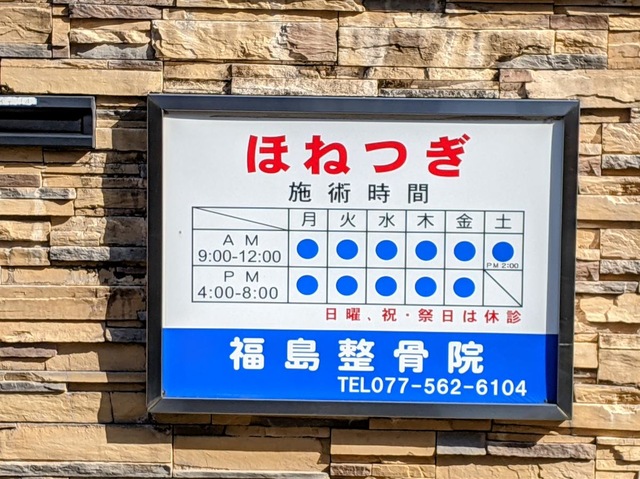 ほねつぎ
施術時間
月 火 水 木 金 土
AM
9:00-12:00 ● ● ● ● ● ●
PM 2:00
PM
4:00-8:00 ● ● ● ● ●
日曜、祝・祭日は休診
福島整骨院
TEL077-562-6104